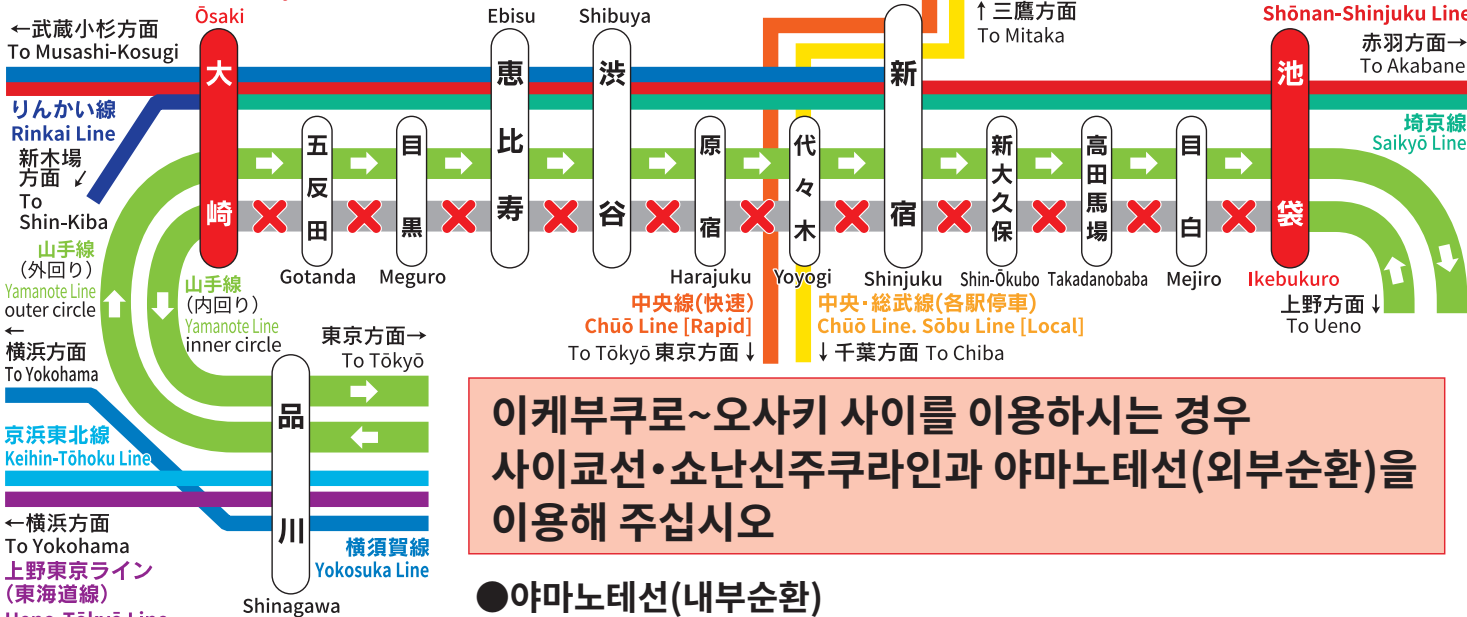 Ōsaki
Ebisu
Shibuya
↑三鷹方面
To Mitaka
Shōnan-Shinjuku Line
←武蔵小杉方面
To Musashi-Kosugi
赤羽方面→
To Akabane
大崎
恵比寿
渋谷
新宿
池袋
りんかい線
Rinkai Line
新木場
方面↙
To
Shin-Kiba
埼京線
Saikyō Line
五反田
目黒
原宿
代々木
新大久保
高田馬場
目白
Gotanda
Meguro
Harajuku
Yoyogi
Shinjuku
Shin-Ōkubo
Takadanobaba
Mejiro
Ikebukuro
山手線
(外回り)
Yamanote Line
outer circle
山手線
(内回り)
Yamanote Line
inner circle
中央線(快速)
Chūō Line [Rapid]
To Tōkyō 東京方面↓
中央・総武線(各駅停車)
Chūō Line. Sōbu Line [Local]
↓千葉方面 To Chiba
上野方面↓
To Ueno
←
横浜方面
To Yokohama
東京方面→
To Tōkyō
品川
京浜東北線
Keihin-Tōhoku Line
←横浜方面
To Yokohama
上野東京ライン
(東海道線)
Ueno-Tōkyō Line
横須賀線
Yokosuka Line
Shinagawa
이케부쿠로~오사키 사이를 이용하시는 경우
사이쿄선•쇼난신주쿠라인과 야마노테선(외부순환)을
이용해 주십시오
●야마노테선(내부순환)